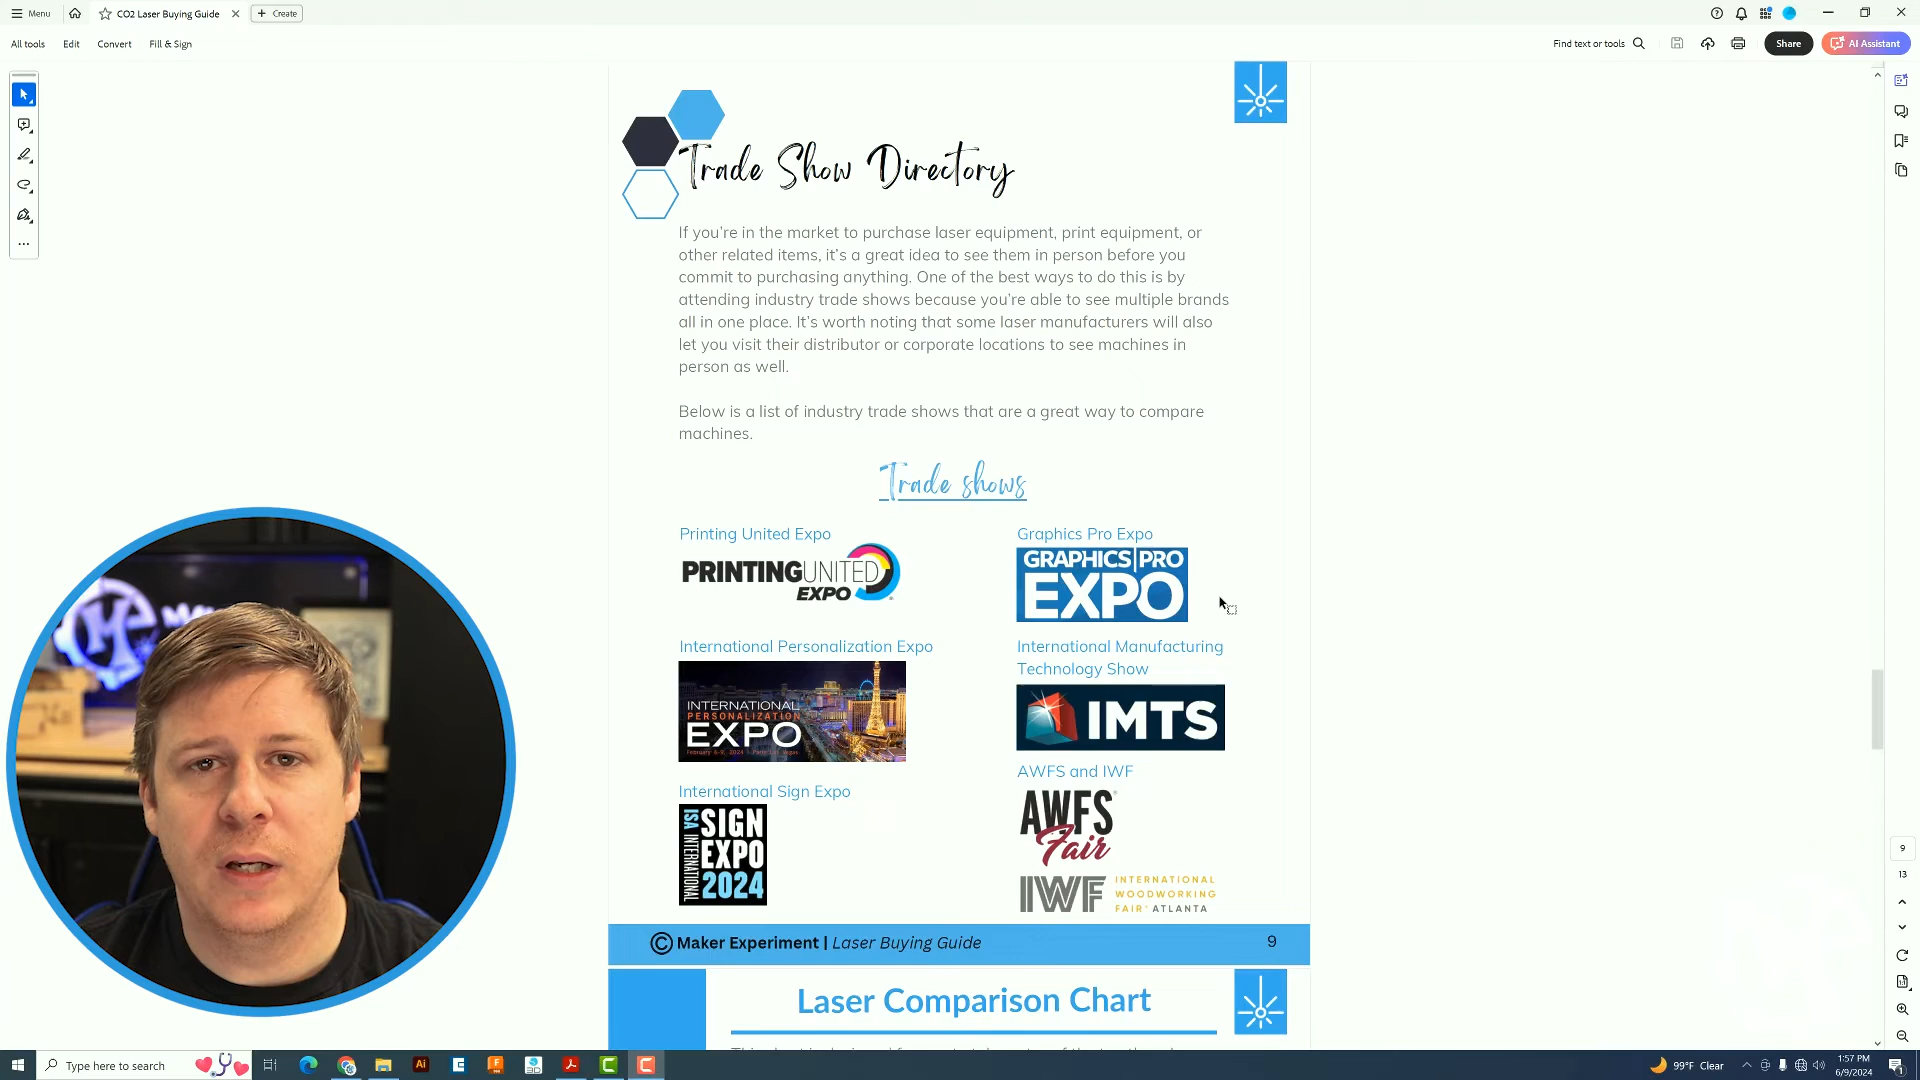 Menu
CO2 Laser Buying Guide
Create
All tools
Edit
Convert
Fill & Sign
Find text or tools
Share
AI Assistant
Trade Show Directory
If you're in the market to purchase laser equipment, print equipment, or
other related items, it's a great idea to see them in person before you
commit to purchasing anything. One of the best ways to do this is by
attending industry trade shows because you're able to see multiple brands
all in one place. It's worth noting that some laser manufacturers will also
let you visit their distributor or corporate locations to see machines in
person as well.
Below is a list of industry trade shows that are a great way to compare
machines.
Trade shows
Printing United Expo
PRINTING UNITED
EXPO
Graphics Pro Expo
GRAPHICS PRO
EXPO
International Personalization Expo
INTERNATIONAL
PERSONALIZATION
EXPO
February 6-9, 2024
International Manufacturing
Technology Show
IMTS
International Sign Expo
ISA INTERNATIONAL
SIGN
EXPO
2024
AWFS and IWF
AWFS
Fair
IWF
INTERNATIONAL
WOODWORKING
FAIR ATLANTA
© Maker Experiment | Laser Buying Guide
9
Laser Comparison Chart
9
13
Type here to search
Ai
99°F Clear
1:57 PM
6/9/2024